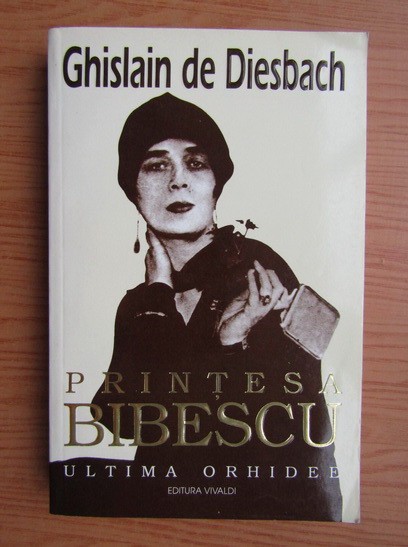 Ghislain de Diesbach
PRINȚESA
BIBESCU
ULTIMA ORHIDEE
EDITURA VIVALDI